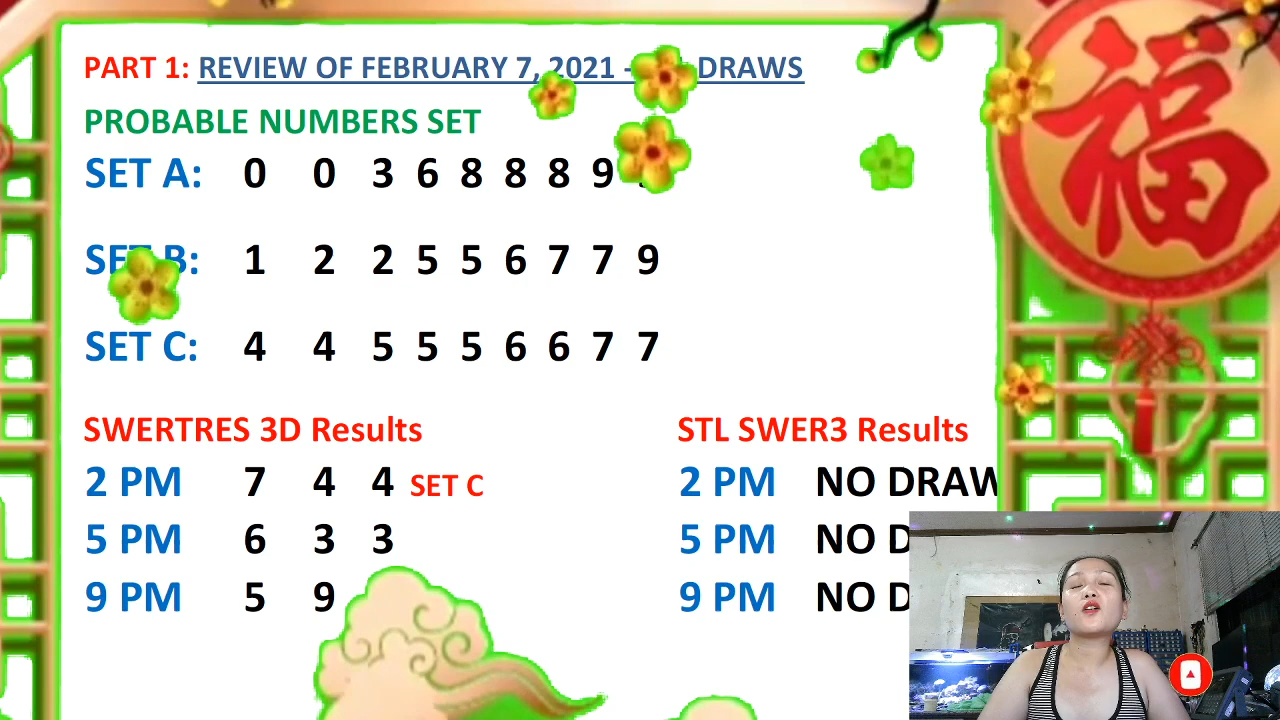 PART 1: REVIEW OF FEBRUARY 7, 2021 - DRAWS
PROBABLE NUMBERS SET
SET A: 0 0 3 6 8 8 8 9
SET B: 1 2 2 5 5 6 7 7 9
SET C: 4 4 5 5 5 6 6 7 7
SWERTRES 3D Results
2 PM 7 4 4 SET C
5 PM 6 3 3
9 PM 5 9
STL SWER3 Results
2 PM NO DRAW
5 PM NO
9 PM NO
福